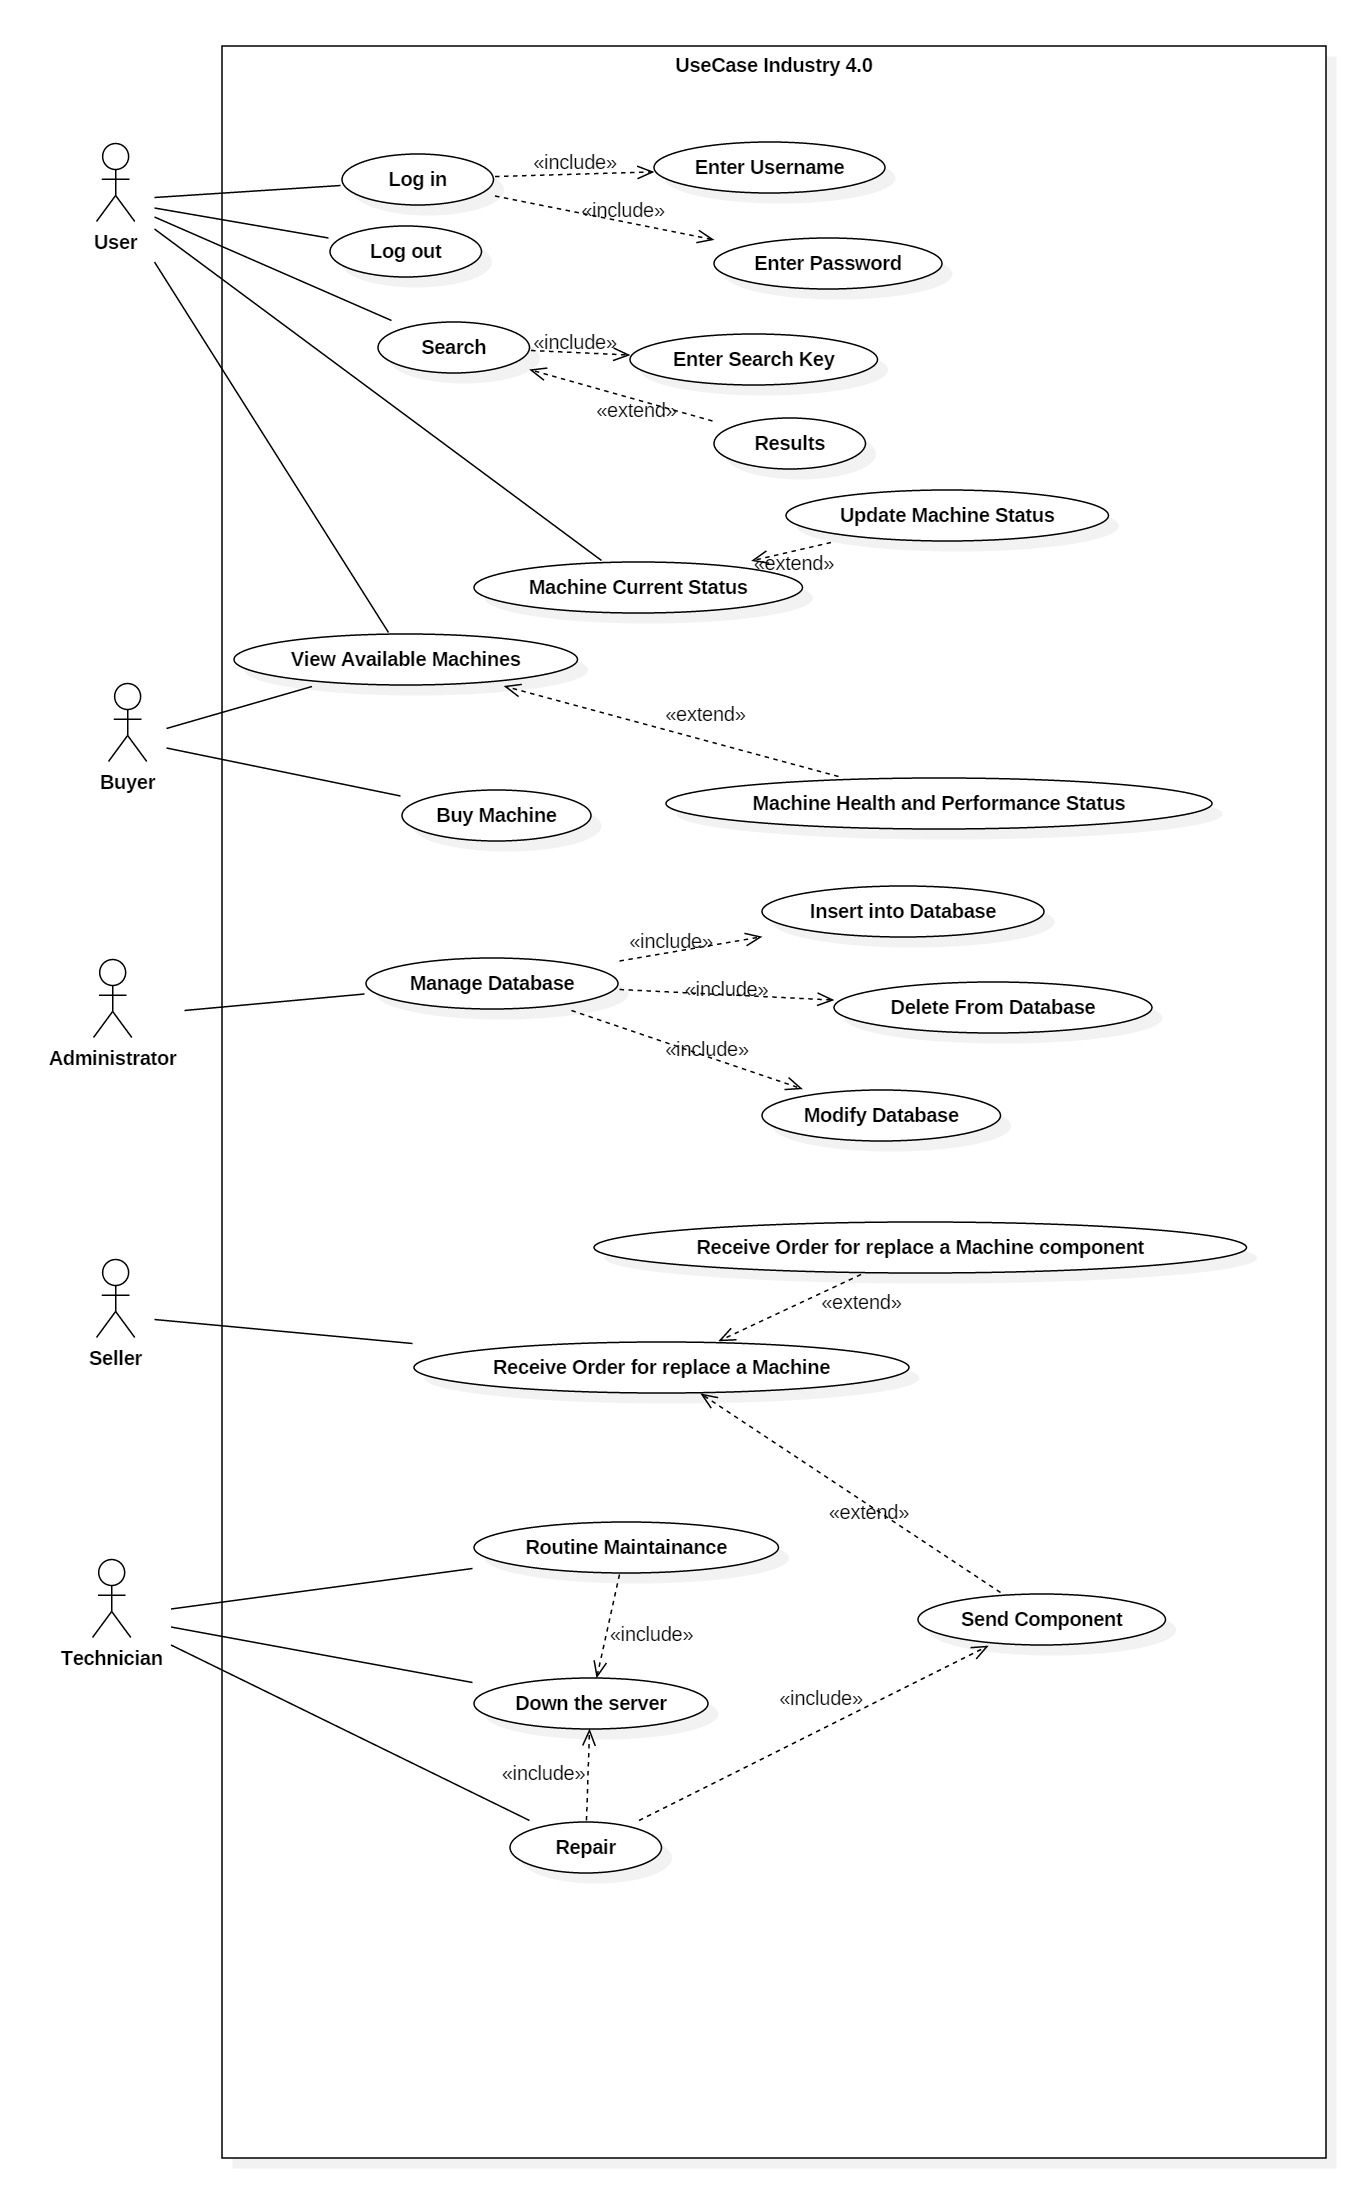 UseCase Industry 4.0
User
Log in
«include»
Enter Username
«include»
Log out
Enter Password
Search
«include»
Enter Search Key
«extend»
Results
Update Machine Status
«extend»
Machine Current Status
View Available Machines
«extend»
Buyer
Buy Machine
Machine Health and Performance Status
Insert into Database
«include»
Manage Database
«include»
Delete From Database
Administrator
«include»
Modify Database
Receive Order for replace a Machine component
«extend»
Seller
Receive Order for replace a Machine
«extend»
Routine Maintainance
Send Component
«include»
Technician
Down the server
«include»
«include»
Repair